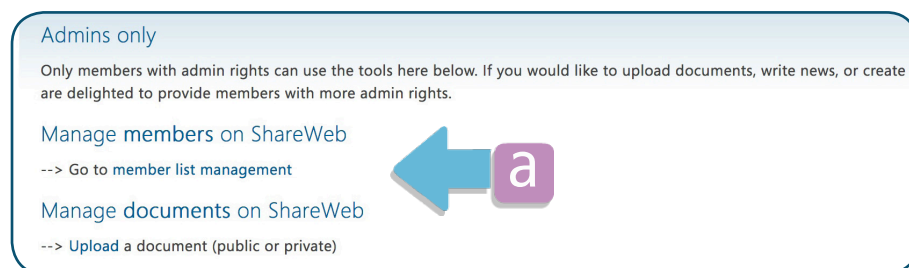 Admins only
Only members with admin rights can use the tools here below. If you would like to upload documents, write news, or create
are delighted to provide members with more admin rights.
Manage members on ShareWeb
--> Go to member list management
a
Manage documents on ShareWeb
--> Upload a document (public or private)